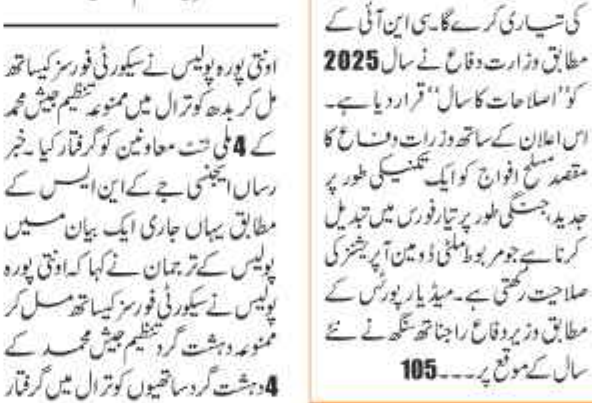 کی تیاری کرے گا۔سی این آئی کے
مطابق وزارت دفاع نے سال 2025
کو ’’اصلاحات کا سال‘‘ قرار دیا ہے۔
اس اعلان کے ساتھ وزرات دفاع کا
مقصد مسلح افواج کو ایک تکنیکی طور پر
جدید، جنگی طور پر تیار فورس میں تبدیل
کرنا ہے جو مربوط ملٹی ڈومین آپریشنز کی
صلاحیت رکھتی ہے۔ میڈیا رپورٹس کے
مطابق وزیر دفاع راجناتھ سنگھ نے نئے
سال کے موقع پر۔۔۔105
اونتی پورہ پولیس نے سیکورٹی فورسز کیساتھ
مل کر بدھ کو ترال میں ممنوعہ تنظیم جیش محمد
کے 4 ملی ٹنٹ معاونین کو گرفتار کیا ۔خبر
رساں ایجنسی جے کے این ایس کے
مطابق یہاں جاری ایک بیان میں
پولیس کے ترجمان نے کہا کہ اونتی پورہ
پولیس نے سیکورٹی فورسز کیساتھ مل کر
ممنوعہ دہشت گرد تنظیم جیش محمد کے
4 دہشت گرد ساتھیوں کو ترال میں گرفتار